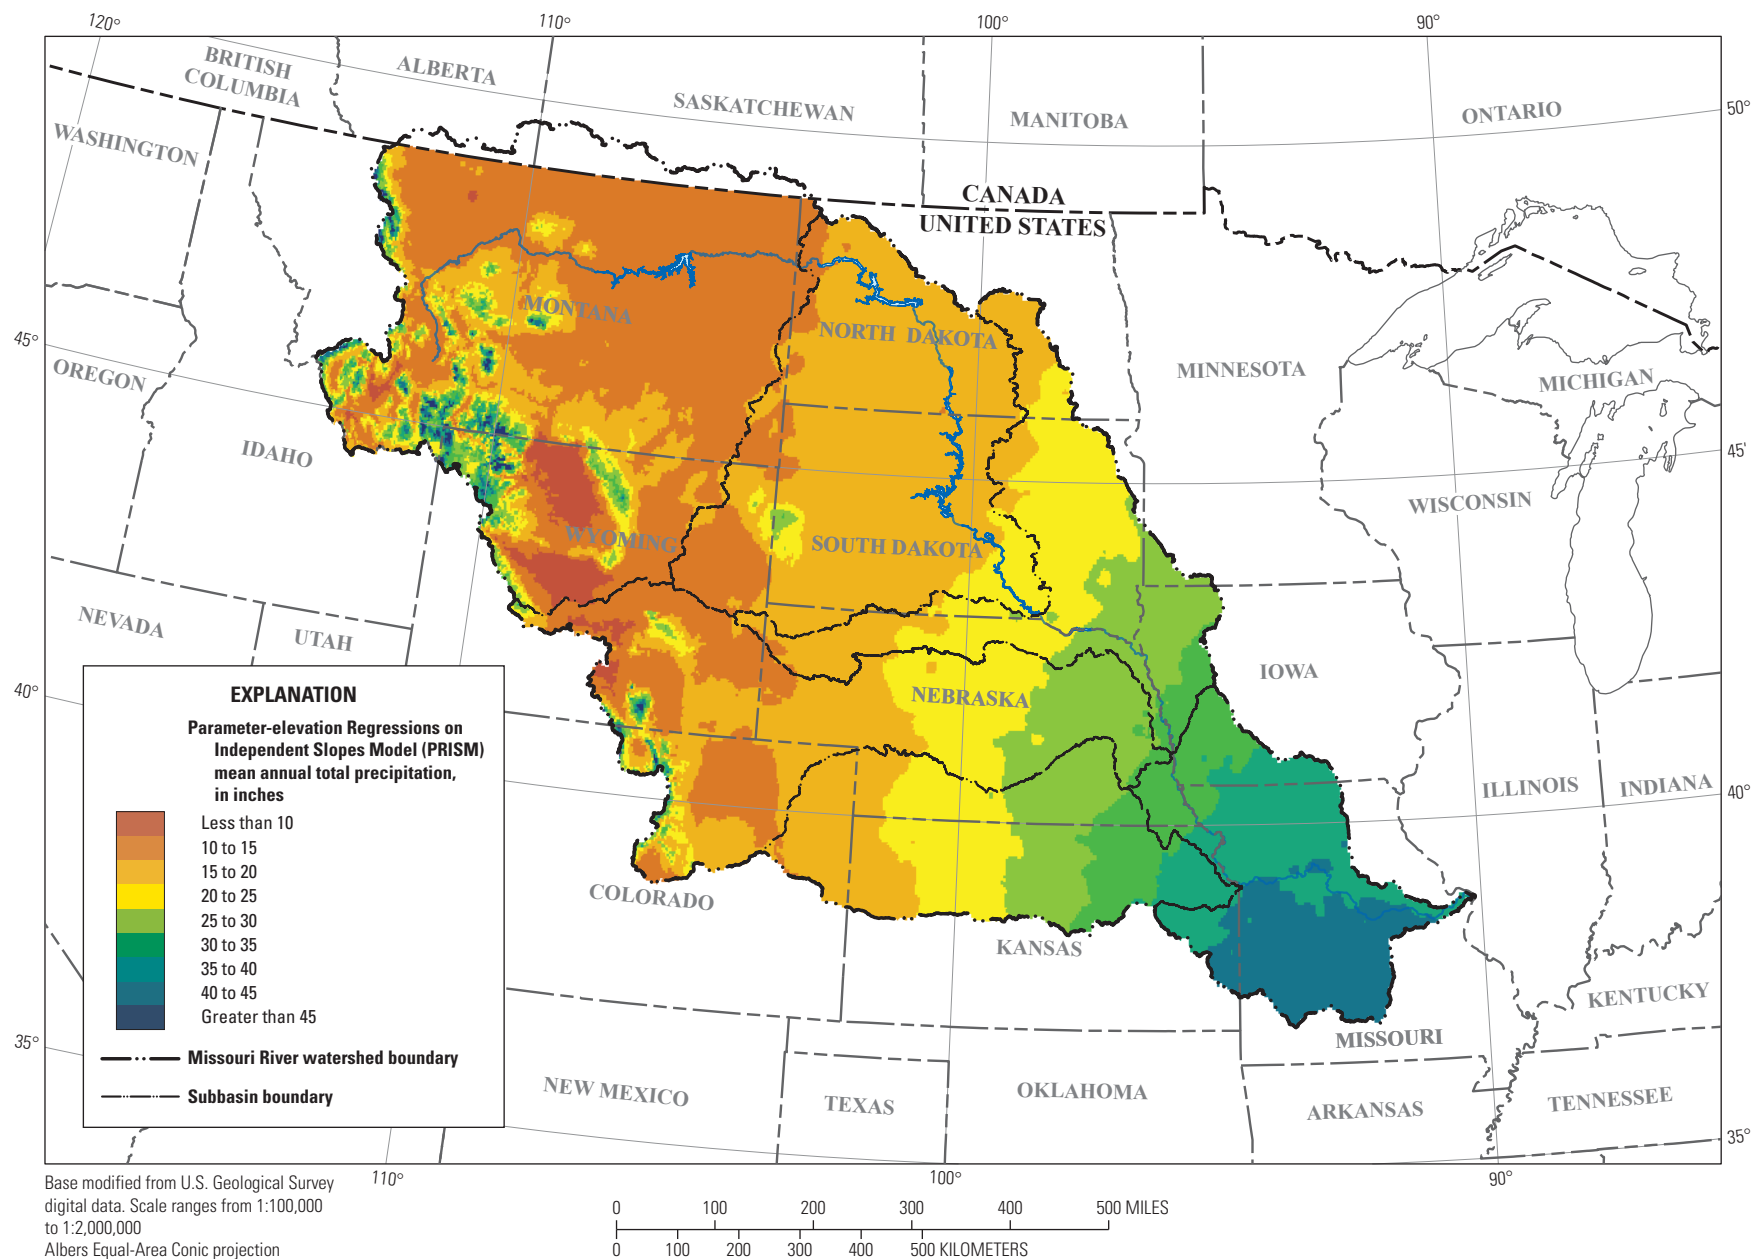 120°
110°
100°
90°
BRITISH
COLUMBIA
ALBERTA
SASKATCHEWAN
MANITOBA
ONTARIO
50°
WASHINGTON
CANADA
UNITED STATES
45°
MONTANA
NORTH DAKOTA
MINNESOTA
MICHIGAN
OREGON
IDAHO
45'
WISCONSIN
WYOMING
SOUTH DAKOTA
NEVADA
UTAH
IOWA
NEBRASKA
40°
ILLINOIS
INDIANA
40°
COLORADO
KANSAS
KENTUCKY
MISSOURI
35°
NEW MEXICO
TEXAS
OKLAHOMA
ARKANSAS
TENNESSEE
35°
110°
100°
90°
EXPLANATION
Parameter-elevation Regressions on
Independent Slopes Model (PRISM)
mean annual total precipitation,
in inches
Less than 10
10 to 15
15 to 20
20 to 25
25 to 30
30 to 35
35 to 40
40 to 45
Greater than 45
Missouri River watershed boundary
Subbasin boundary
Base modified from U.S. Geological Survey
digital data. Scale ranges from 1:100,000
to 1:2,000,000
Albers Equal-Area Conic projection
0 100 200 300 400 500 MILES
0 100 200 300 400 500 KILOMETERS